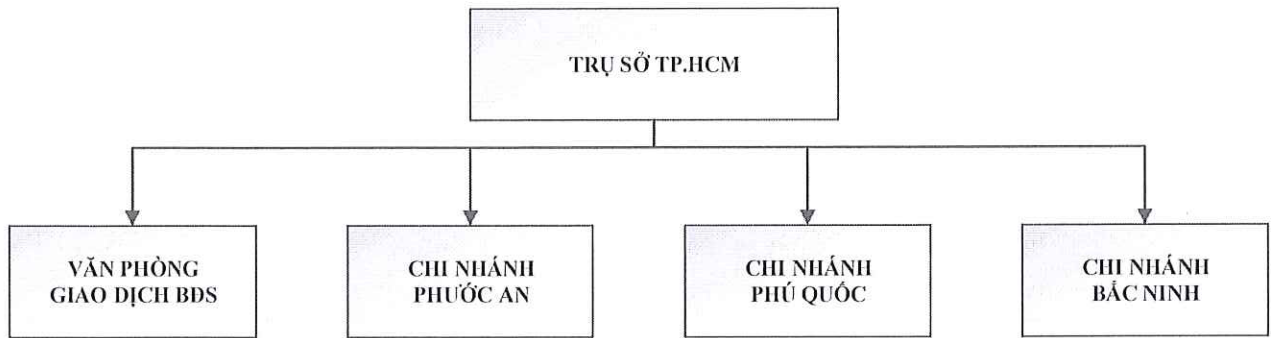 TRỤ SỞ TP.HCM
VĂN PHÒNG
GIAO DỊCH BĐS
CHI NHÁNH
PHƯỚC AN
CHI NHÁNH
PHÚ QUỐC
CHI NHÁNH
BẮC NINH